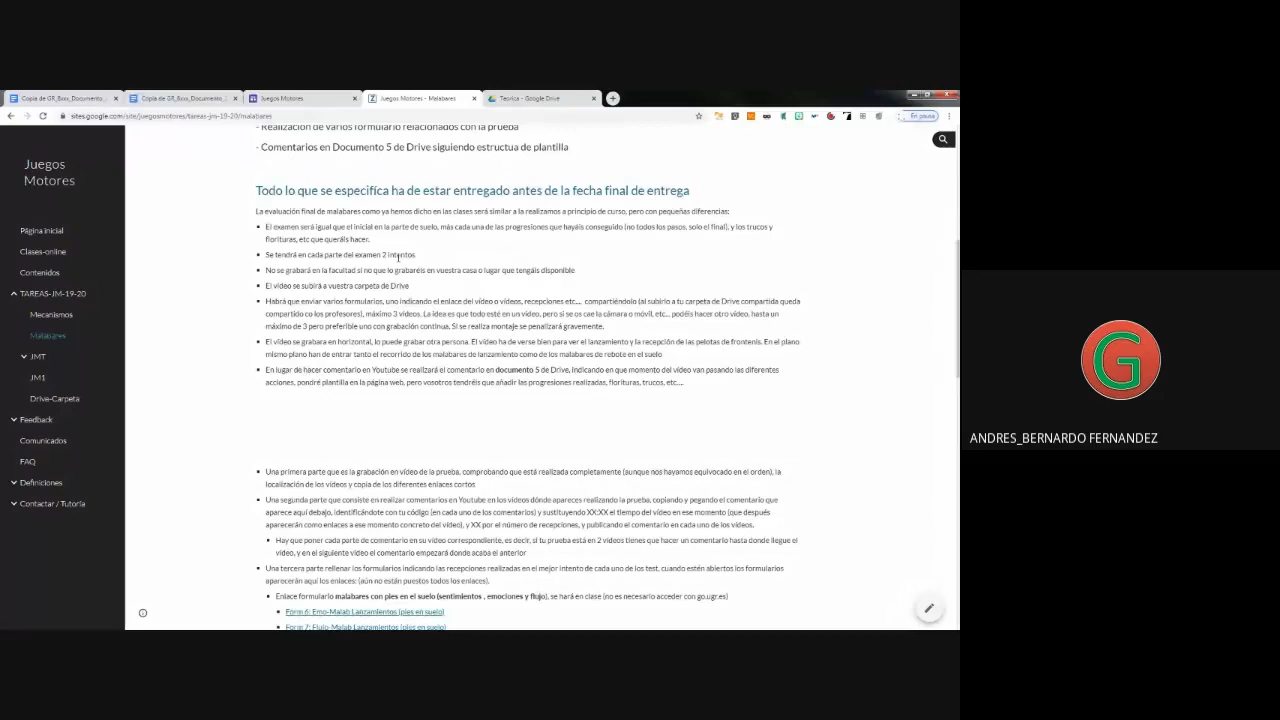 Copia de GR_8xxx_Documento_
Copia de GR_8xxx_Documento_
Juegos Motores
Juegos Motores - Malabares
Teorica - Google Drive
sites.google.com/site/juegosmotores/tareas-jm-19-20/malabares
En pausa
Juegos
Motores
Página inicial
Clases-online
Contenidos
TAREAS-JM-19-20
Mecanismos
Malabares
JMT
JM1
Drive-Carpeta
Feedback
Comunicados
FAQ
Definiciones
Contactar / Tutoría
- Realización de varios formulario relacionados con la prueba
- Comentarios en Documento 5 de Drive siguiendo estructua de plantilla
Todo lo que se especifíca ha de estar entregado antes de la fecha final de entrega
La evaluación final de malabares como ya hemos dicho en las clases será similar a la realizamos a principio de curso, pero con pequeñas diferencias:
El examen será igual que el inicial en la parte de suelo, más cada una de las progresiones que hayáis conseguido (no todos los pasos, solo el final), y los trucos y
florituras, etc que queráis hacer.
Se tendrá en cada parte del examen 2 intentos
No se grabará en la facultad si no que lo grabaréis en vuestra casa o lugar que tengáis disponible
El vídeo se subirá a vuestra carpeta de Drive
Habrá que enviar varios formularios, uno indicando el enlace del vídeo o vídeos, recepciones etc.... compartiéndolo (al subirlo a tu carpeta de Drive compartida queda
compartido co los profesores), máximo 3 vídeos. La idea es que todo esté en un vídeo, pero si se os cae la cámara o móvil, etc... podéis hacer otro vídeo, hasta un
máximo de 3 pero preferible uno con grabación continua. Si se realiza montaje se penalizará gravemente.
El vídeo se grabara en horizontal, lo puede grabar otra persona. El vídeo ha de verse bien para ver el lanzamiento y la recepción de las pelotas de frontenis. En el plano
mismo plano han de entrar tanto el recorrido de los malabares de lanzamiento como de los malabares de rebote en el suelo
En lugar de hacer comentario en Youtube se realizará el comentario en documento 5 de Drive, indicando en que momento del vídeo van pasando las diferentes
acciones, pondré plantilla en la página web, pero vosotros tendréis que añadir las progresiones realizadas, florituras, trucos, etc....
Una primera parte que es la grabación en vídeo de la prueba, comprobando que está realizada completamente (aunque nos hayamos equivocado en el orden), la
localización de los vídeos y copia de los diferentes enlaces cortos
Una segunda parte que consiste en realizar comentarios en Youtube en los vídeos dónde apareces realizando la prueba, copiando y pegando el comentario que
aparece aquí debajo, identificándote con tu código (en cada uno de los comentarios) y sustituyendo XX:XX el tiempo del vídeo en ese momento (que después
aparecerán como enlaces a ese momento concreto del vídeo), y XX por el número de recepciones, y publicando el comentario en cada uno de los vídeos.
Hay que poner cada parte de comentario en su vídeo correspondiente, es decir, si tu prueba está en 2 vídeos tienes que hacer un comentario hasta donde llegue el
vídeo, y en el siguiente vídeo el comentario empezará donde acaba el anterior
Una tercera parte rellenar los formularios indicando las recepciones realizadas en el mejor intento de cada uno de los test, cuando estén abiertos los formularios
aparecerán aquí los enlaces: (aún no están puestos todos los enlaces).
Enlace formulario malabares con pies en el suelo (sentimientos , emociones y flujo), se hará en clase (no es necesario acceder con go.ugr.es)
Form 6: Emo-Malab Lanzamientos (pies en suelo)
Form 7: Flujo-Malab Lanzamientos (pies en suelo)
G
ANDRES_BERNARDO FERNANDEZ